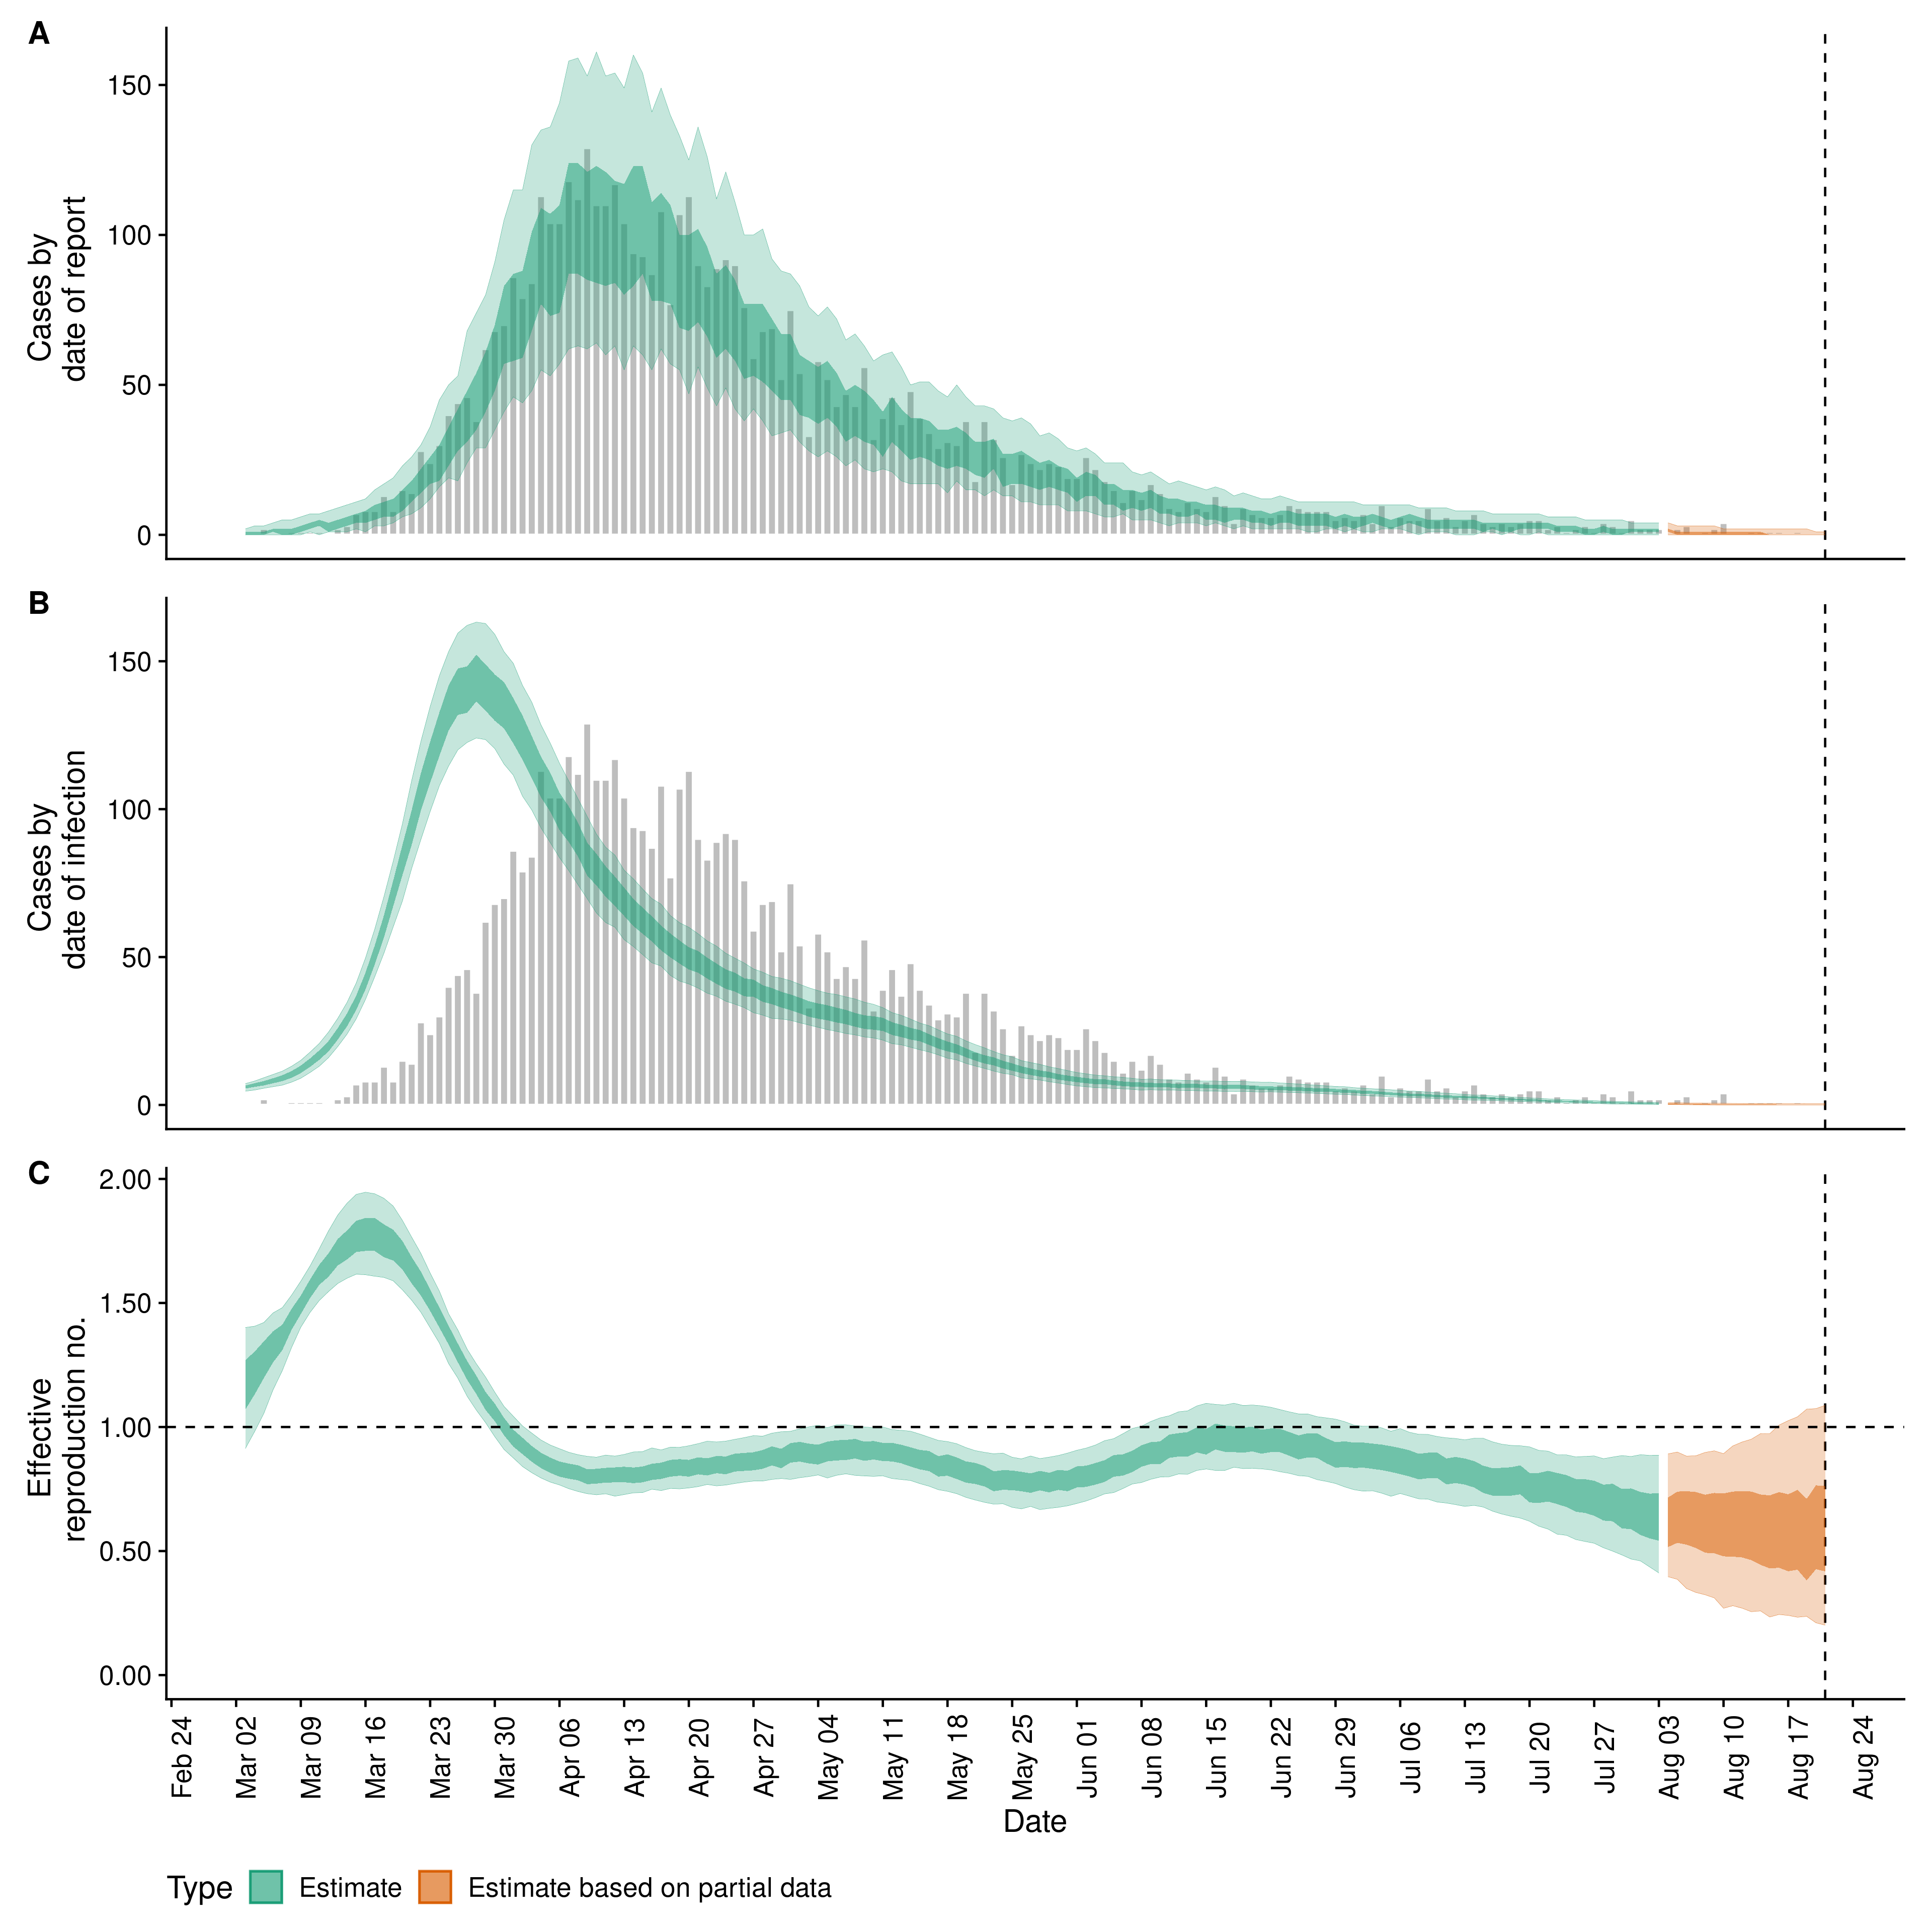 A
150
100
50
0
Cases by
date of report
B
150
100
50
0
Cases by
date of infection
C
2.00
1.50
1.00
0.50
0.00
Effective
reproduction no.
Feb 24
Mar 02
Mar 09
Mar 16
Mar 23
Mar 30
Apr 06
Apr 13
Apr 20
Apr 27
May 04
May 11
May 18
May 25
Jun 01
Jun 08
Jun 15
Jun 22
Jun 29
Jul 06
Jul 13
Jul 20
Jul 27
Aug 03
Aug 10
Aug 17
Aug 24
Date
Type Estimate Estimate based on partial data